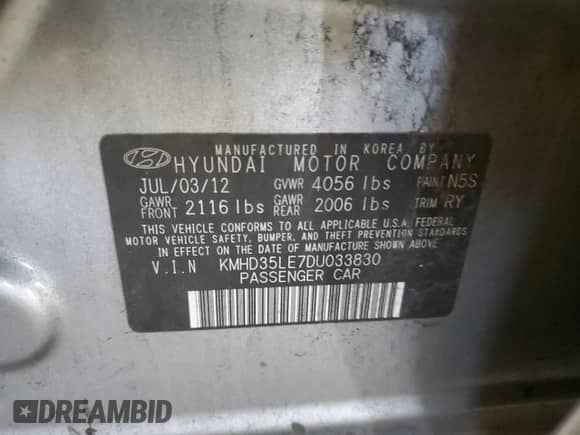 MANUFACTURED IN KOREA BY
HYUNDAI MOTOR COMPANY
JUL/03/12 GVWR 4056 lbs PAINT N5S
GAWR FRONT 2116 lbs GAWR REAR 2006 lbs TRIM RY
THIS VEHICLE CONFORMS TO ALL APPLICABLE U.S.A. FEDERAL
MOTOR VEHICLE SAFETY, BUMPER, AND THEFT PREVENTION STANDARDS
IN EFFECT ON THE DATE OF MANUFACTURE SHOWN ABOVE
V.I.N KMHD35LE7DU033830
PASSENGER CAR
DREAMBID